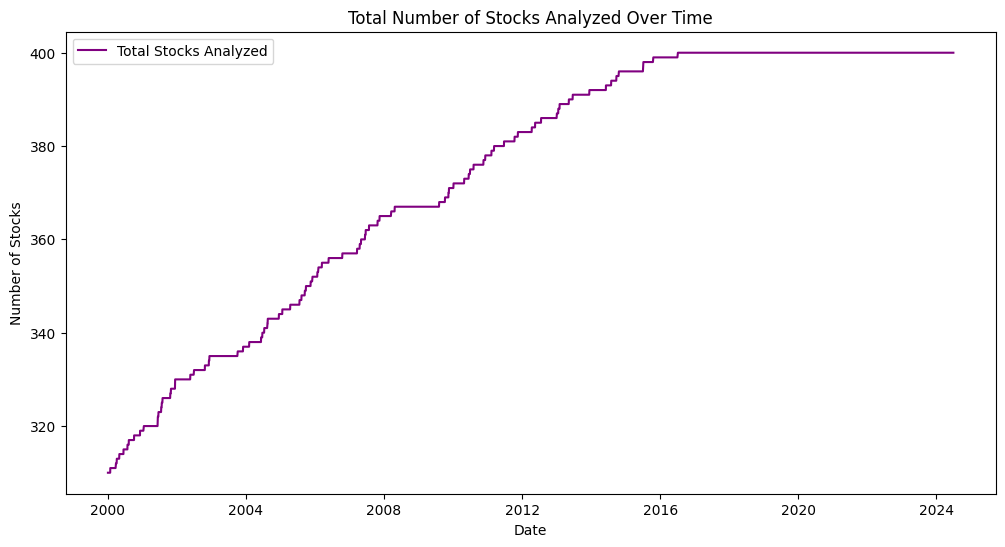 Total Number of Stocks Analyzed Over Time
Total Stocks Analyzed
Number of Stocks
400
380
360
340
320
2000 2004 2008 2012 2016 2020 2024
Date